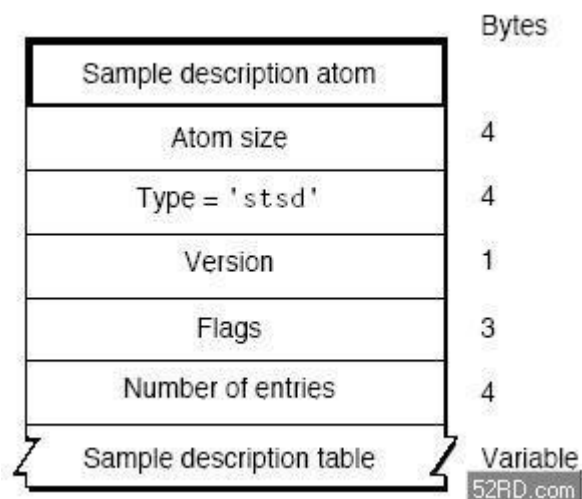 Bytes
Sample description atom
Atom size 4
Type = 'stsd' 4
Version 1
Flags 3
Number of entries 4
Sample description table Variable
52RD.com